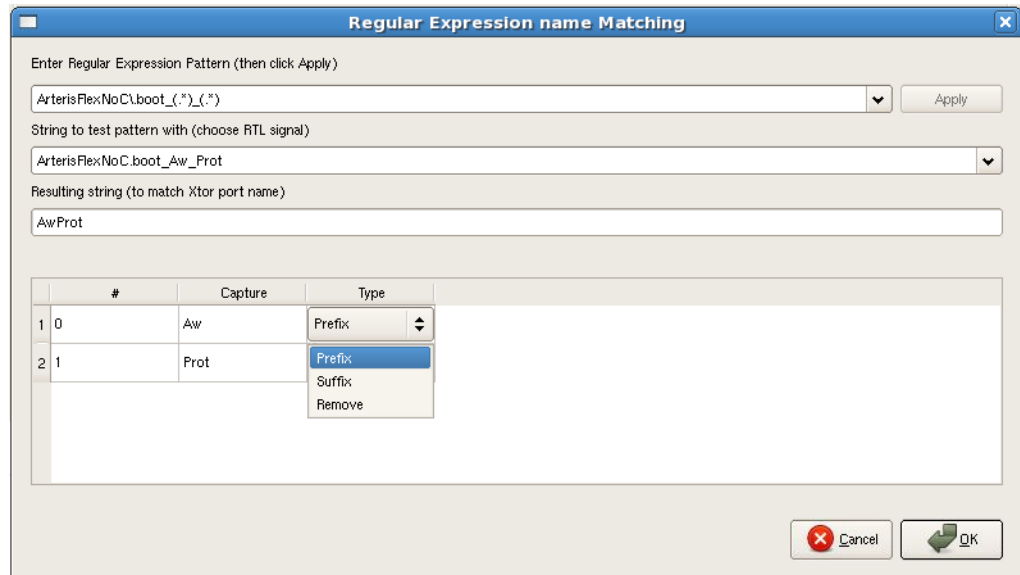 Regular Expression name Matching
Enter Regular Expression Pattern (then click Apply)
ArterisFlexNoC\.boot_(.*)_(.*)
Apply
String to test pattern with (choose RTL signal)
ArterisFlexNoC.boot_Aw_Prot
Resulting string (to match Xtor port name)
AwProt
# Capture Type
1 0 Aw Prefix
2 1 Prot
Prefix
Suffix
Remove
Cancel OK